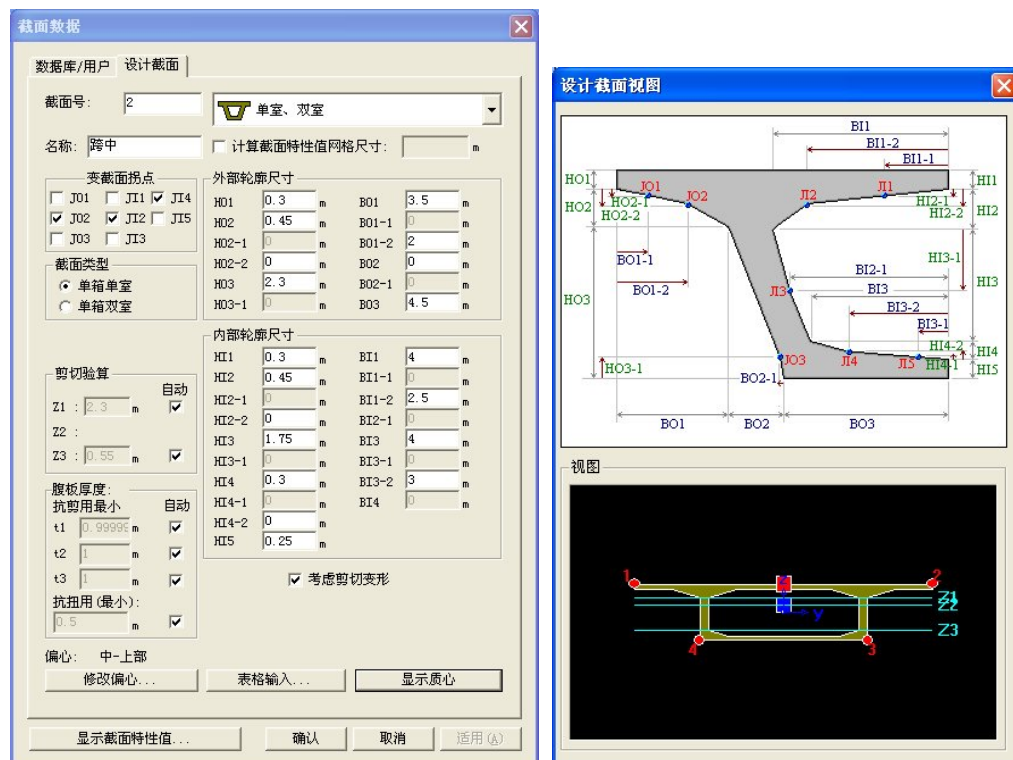 截面数据
数据库/用户 设计截面
截面号: 2 单室、双室
名称: 跨中 计算截面特性值网格尺寸: m
变截面拐点
JO1 JI1 JI4
JO2 JI2 JI5
JO3 JI3
截面类型
单箱单室
单箱双室
剪切验算
自动
Z1 : 2.3 m
Z2 :
Z3 : 0.55 m
腹板厚度:
抗剪用最小 自动
t1 0.99999 m
t2 1 m
t3 1 m
抗扭用(最小):
0.5 m
外部轮廓尺寸
HO1 0.3 m BO1 3.5 m
HO2 0.45 m BO1-1 0 m
HO2-1 0 m BO1-2 2 m
HO2-2 0 m BO2 0 m
HO3 2.3 m BO2-1 0 m
HO3-1 0 m BO3 4.5 m
内部轮廓尺寸
HI1 0.3 m BI1 4 m
HI2 0.45 m BI1-1 0 m
HI2-1 0 m BI1-2 2.5 m
HI2-2 0 m BI2-1 0 m
HI3 1.75 m BI3 4 m
HI3-1 0 m BI3-1 0 m
HI4 0.3 m BI3-2 3 m
HI4-1 0 m BI4 0 m
HI4-2 0 m
HI5 0.25 m
考虑剪切变形
偏心: 中-上部
修改偏心... 表格输入... 显示质心
显示截面特性值... 确认 取消 适用(A)
设计截面视图
BI1
BI1-2
BI1-1
HO1 JO1 JO2 JI2 JI1 HI1
HO2 HO2-1 HI2-1 HI2
HO2-2 HI2-2
BO1-1 HI3-1
BI2-1
BO1-2 JI3 BI3 HI3
HO3 BI3-2
BI3-1
HI4-2 HI4
HO3-1 JO3 JI4 JI5 HI4-1 HI5
BO2-1
BO1 BO2 BO3
视图
1 z 2
Z1
Z2
y
Z3
4 3